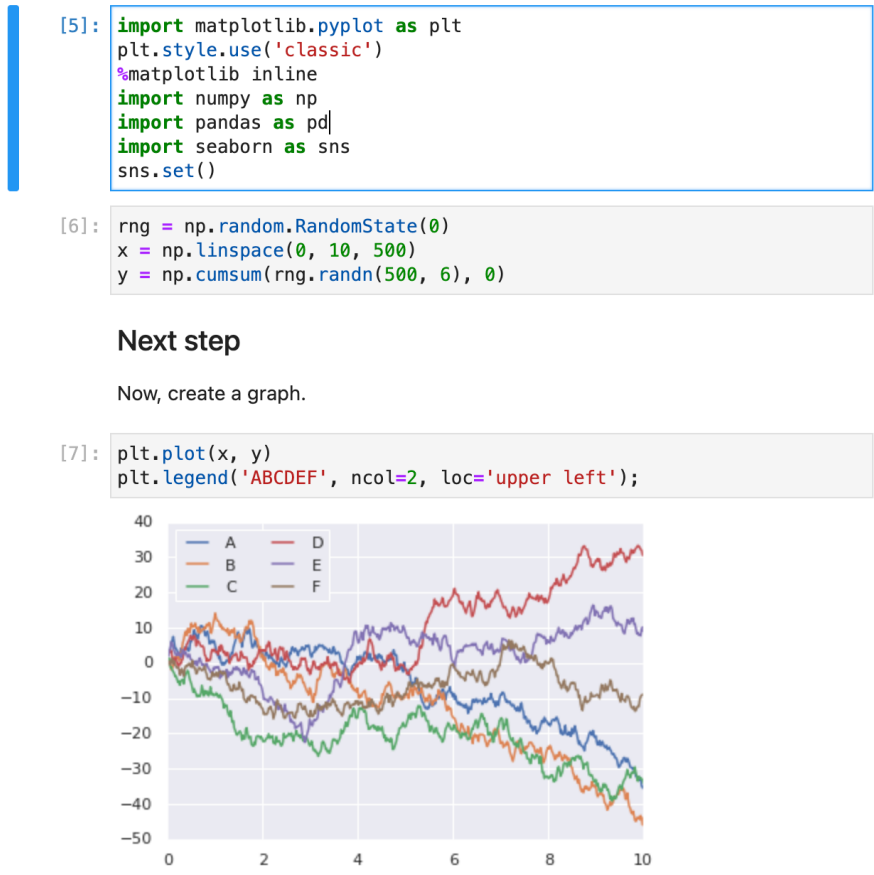 [5]: import matplotlib.pyplot as plt
plt.style.use('classic')
%matplotlib inline
import numpy as np
import pandas as pd
import seaborn as sns
sns.set()
[6]: rng = np.random.RandomState(0)
x = np.linspace(0, 10, 500)
y = np.cumsum(rng.randn(500, 6), 0)
Next step
Now, create a graph.
[7]: plt.plot(x, y)
plt.legend('ABCDEF', ncol=2, loc='upper left');
40
A D
30
B E
C F
20
10
0
−10
−20
−30
−40
−50
0 2 4 6 8 10